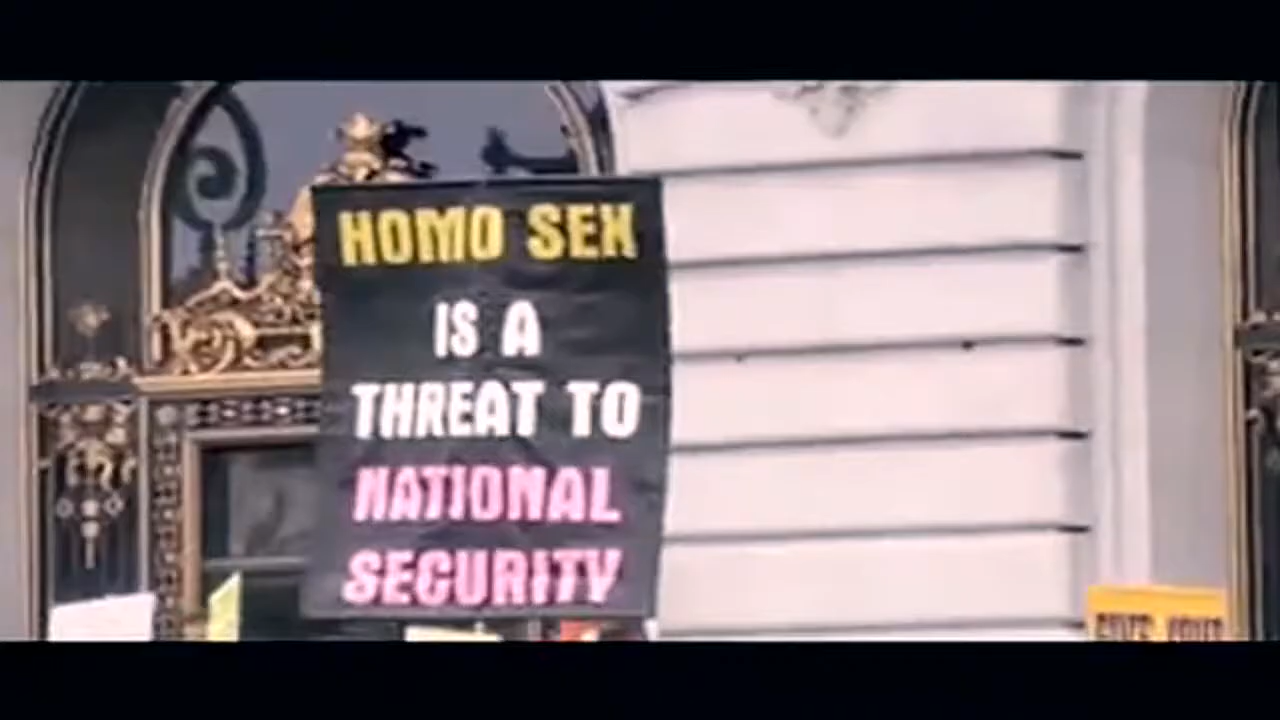 HOMO SEX
IS A
THREAT TO
NATIONAL
SECURITY